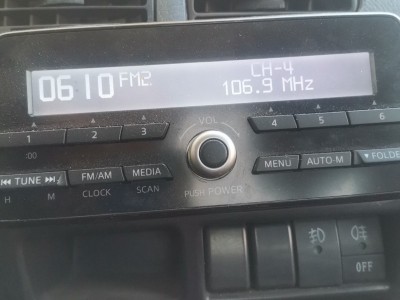 0610 FM2 CH-4
106.9 MHz
1 2 3 VOL 4 5 6
:00
TUNE FM/AM MEDIA MENU AUTO-M FOLDE
H M CLOCK SCAN PUSH POWER
OFF